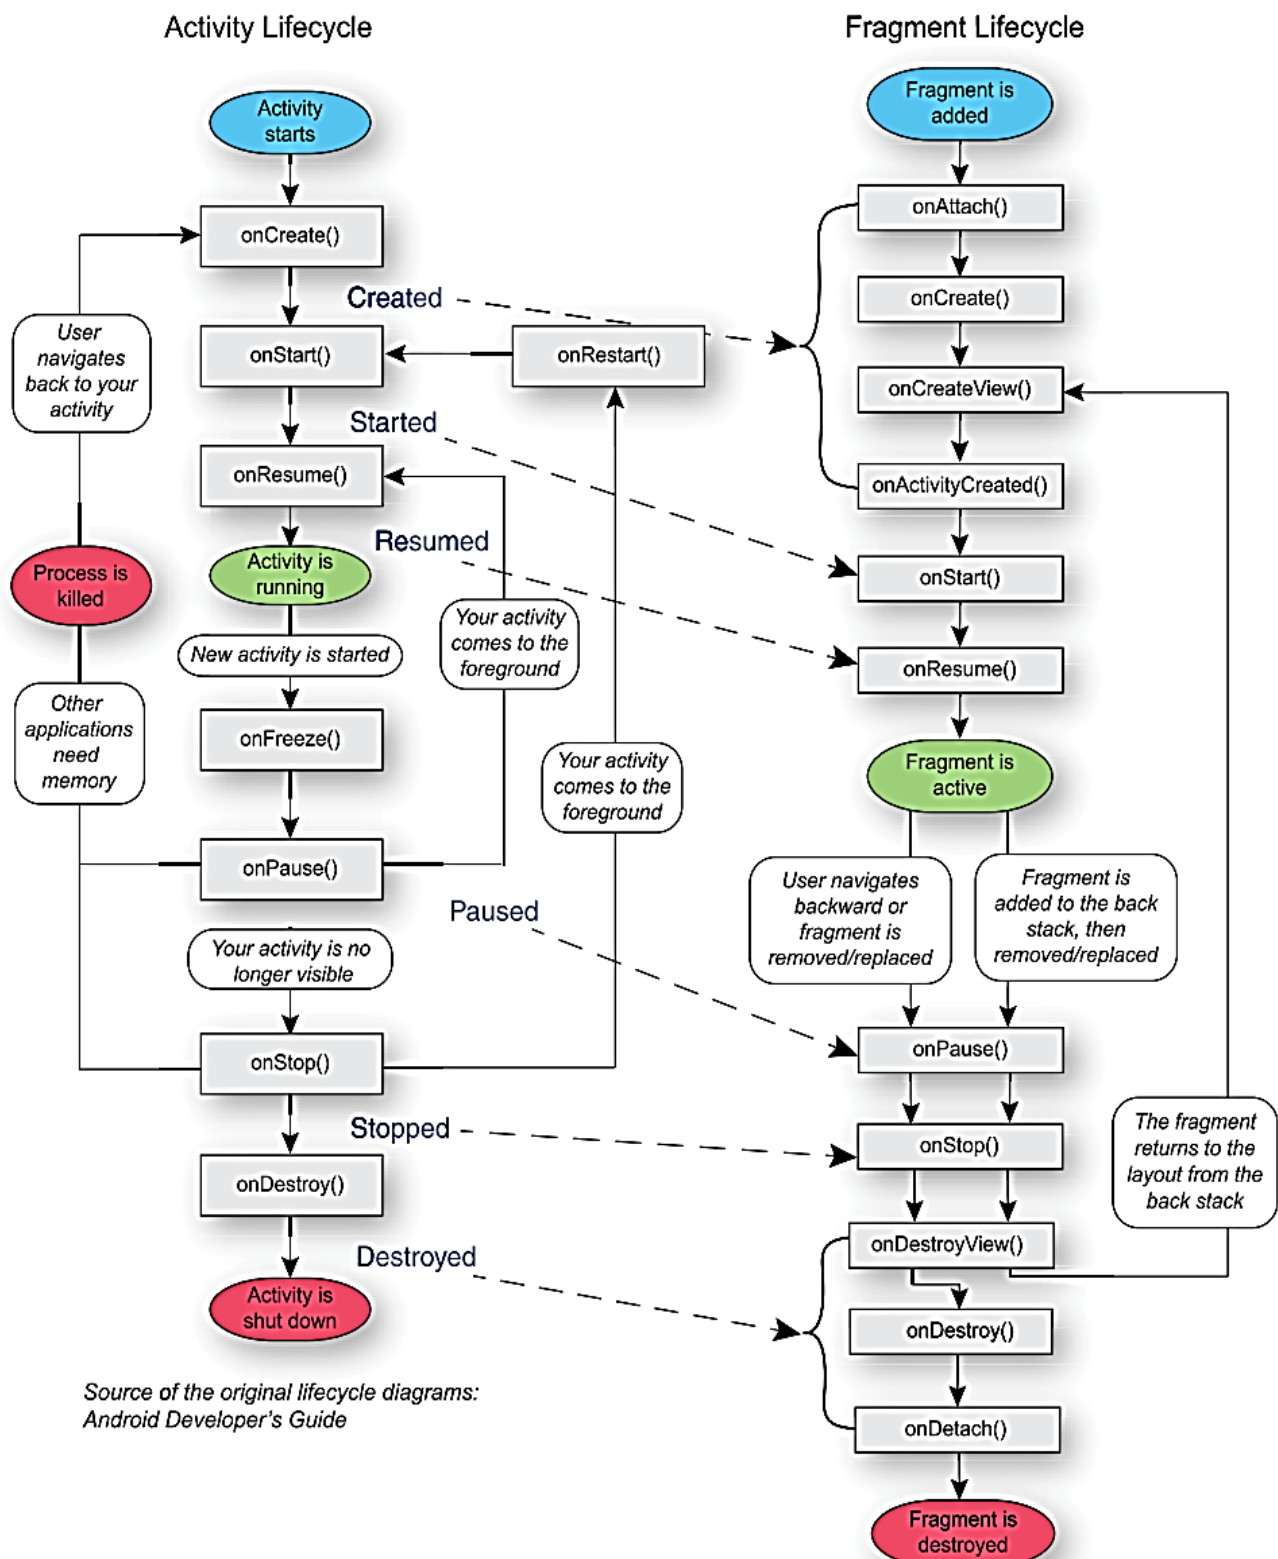 Activity Lifecycle
Activity
starts
onCreate()
User
navigates
back to your
activity
onStart()
onRestart()
onResume()
Process is
killed
Activity is
running
New activity is started
Your activity
comes to the
foreground
Other
applications
need
memory
onFreeze()
Your activity
comes to the
foreground
onPause()
Your activity is no
longer visible
onStop()
onDestroy()
Activity is
shut down
Created
Started
Resumed
Paused
Stopped
Destroyed
Fragment Lifecycle
Fragment is
added
onAttach()
onCreate()
onCreateView()
onActivityCreated()
onStart()
onResume()
Fragment is
active
User navigates
backward or
fragment is
removed/replaced
Fragment is
added to the back
stack, then
removed/replaced
onPause()
onStop()
The fragment
returns to the
layout from the
back stack
onDestroyView()
onDestroy()
onDetach()
Fragment is
destroyed
Source of the original lifecycle diagrams:
Android Developer's Guide